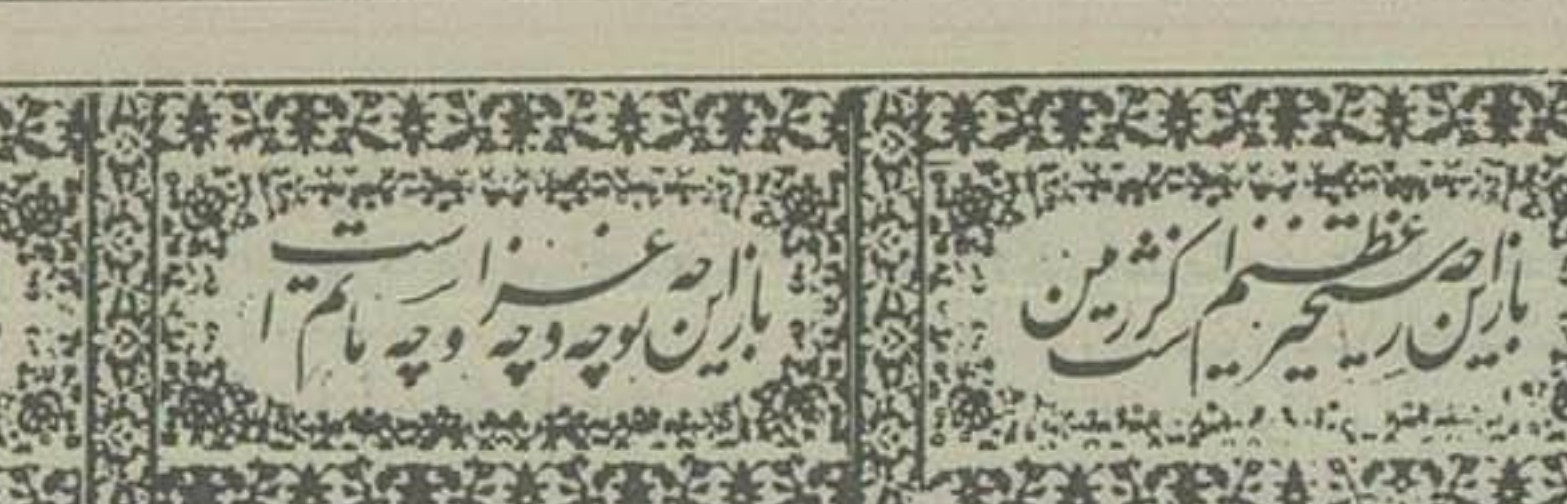 باز این چه رستخیز عظیم است کز زمین
باز این چه نوحه و چه عزا و چه ماتم است